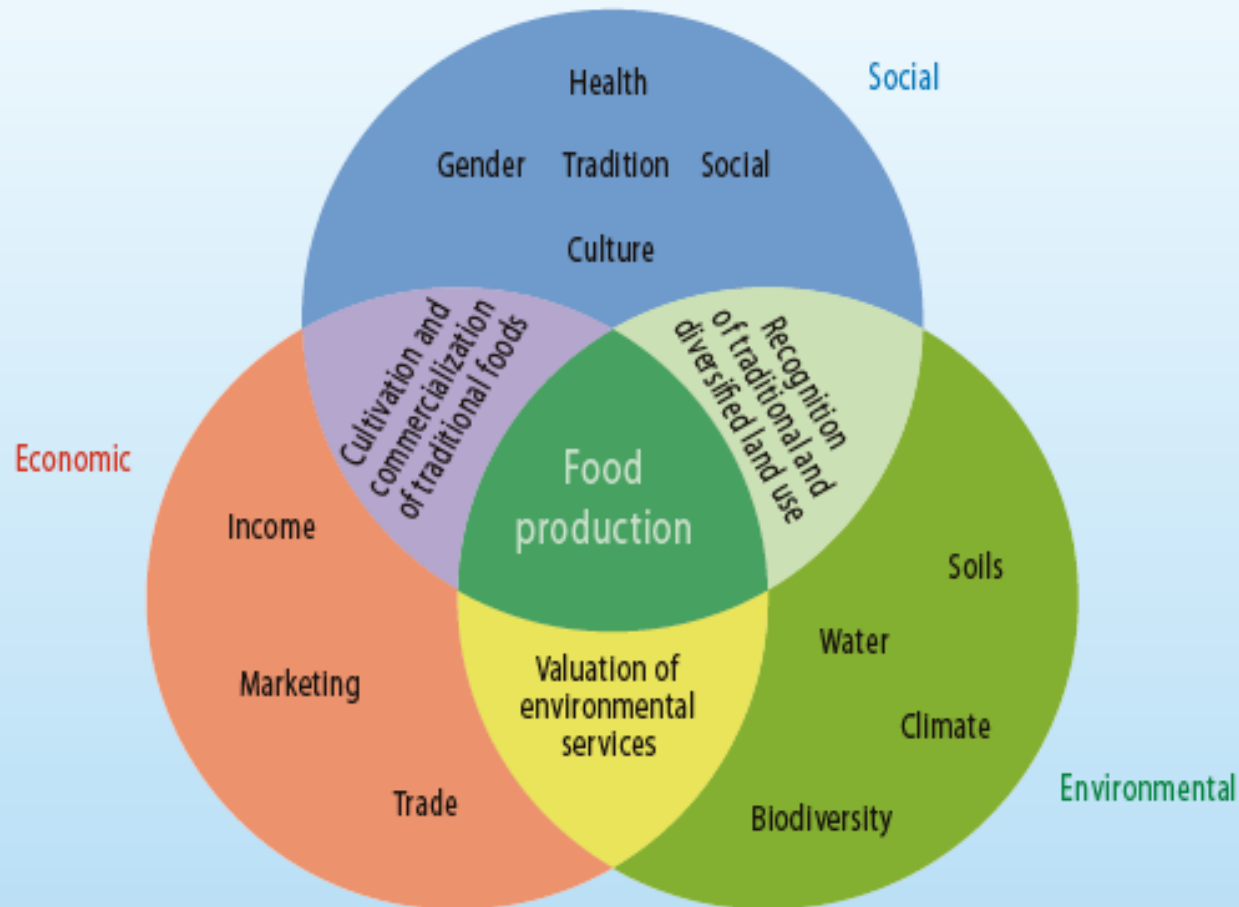 Health
Social
Gender Tradition Social
Culture
Cultivation and
commercialization
of traditional foods
Recognition
of traditional and
diversified land use
Economic
Food
production
Income
Soils
Water
Valuation of
environmental
services
Marketing
Climate
Trade
Environmental
Biodiversity